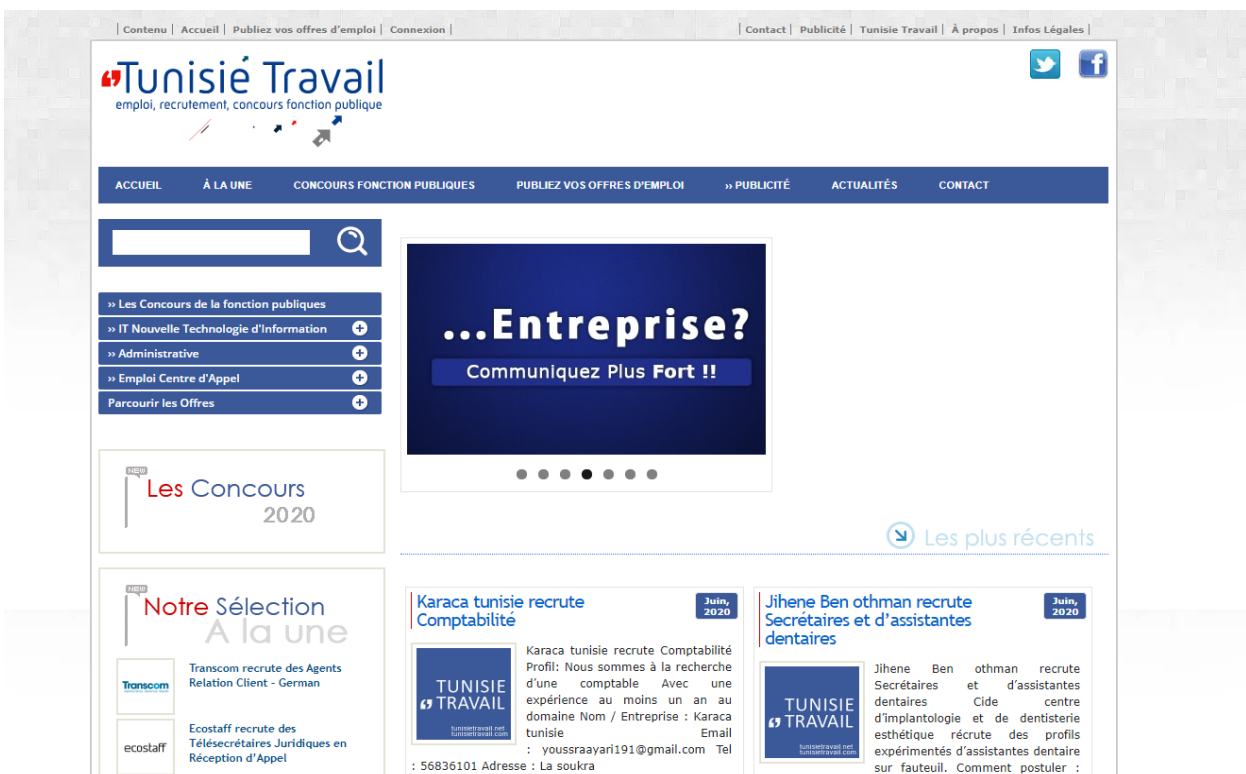 Contenu | Accueil | Publiez vos offres d'emploi | Connexion |
| Contact | Publicité | Tunisie Travail | À propos | Infos Légales |
Tunisie Travail
emploi, recrutement, concours fonction publique
ACCUEIL À LA UNE CONCOURS FONCTION PUBLIQUES PUBLIEZ VOS OFFRES D'EMPLOI ›› PUBLICITÉ ACTUALITÉS CONTACT
›› Les Concours de la fonction publiques
›› IT Nouvelle Technologie d'Information
›› Administrative
›› Emploi Centre d'Appel
Parcourir les Offres
...Entreprise?
Communiquez Plus Fort !!
NEW
Les Concours
2020
Les plus récents
NEW
Notre Sélection
A la une
Transcom
Transcom recrute des Agents
Relation Client - German
ecostaff
Ecostaff recrute des
Télésecrétaires Juridiques en
Réception d'Appel
Karaca tunisie recrute
Comptabilité
Juin,
2020
TUNISIE
TRAVAIL
tunisietravail.net
tunisietravail.com
Karaca tunisie recrute Comptabilité
Profil: Nous sommes à la recherche
d'une comptable Avec une
expérience au moins un an au
domaine Nom / Entreprise : Karaca
tunisie Email
: youssraayari191@gmail.com Tel
: 56836101 Adresse : La soukra
Jihene Ben othman recrute
Secrétaires et d'assistantes
dentaires
Juin,
2020
TUNISIE
TRAVAIL
tunisietravail.net
tunisietravail.com
Jihene Ben othman recrute
Secrétaires et d'assistantes
dentaires Cide centre
d'implantologie et de dentisterie
esthétique récrute des profils
expérimentés d'assistantes dentaire
sur fauteuil. Comment postuler :